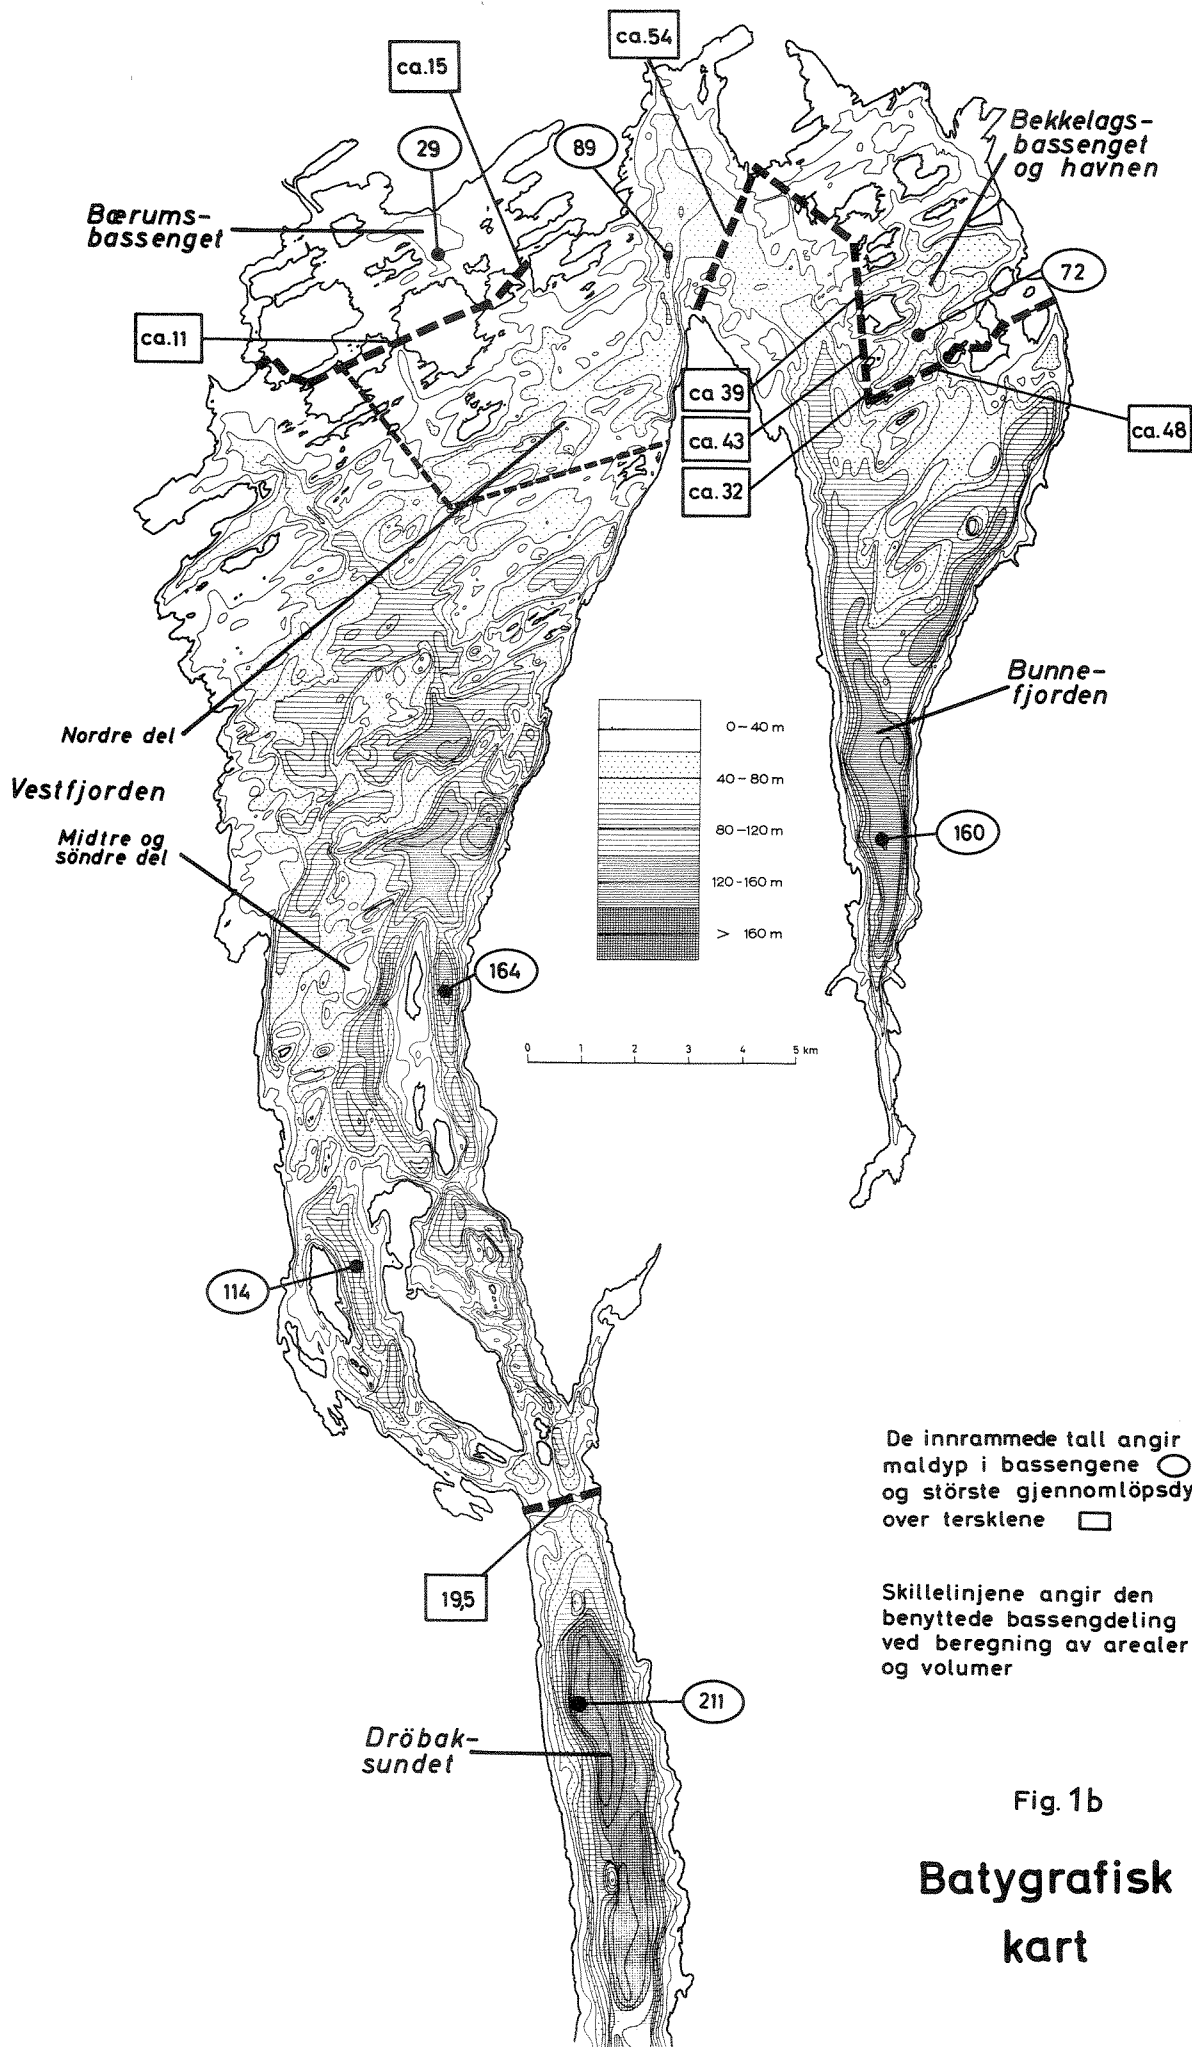 ca.54
ca.15
29
89
Bekkelags-
bassenget
og havnen
Bærums-
bassenget
72
ca.11
ca 39
ca.43
ca.48
ca.32
Bunne-
fjorden
Nordre del
0-40 m
40-80 m
80-120 m
120-160 m
> 160 m
Vestfjorden
Midtre og
söndre del
160
164
0 1 2 3 4 5 km
114
De innrammede tall angir
maldyp i bassengene
og störste gjennomlöpsdy
over tersklene
19,5
Skillelinjene angir den
benyttede bassengdeling
ved beregning av arealer
og volumer
211
Dröbak-
sundet
Fig. 1b
Batygrafisk
kart